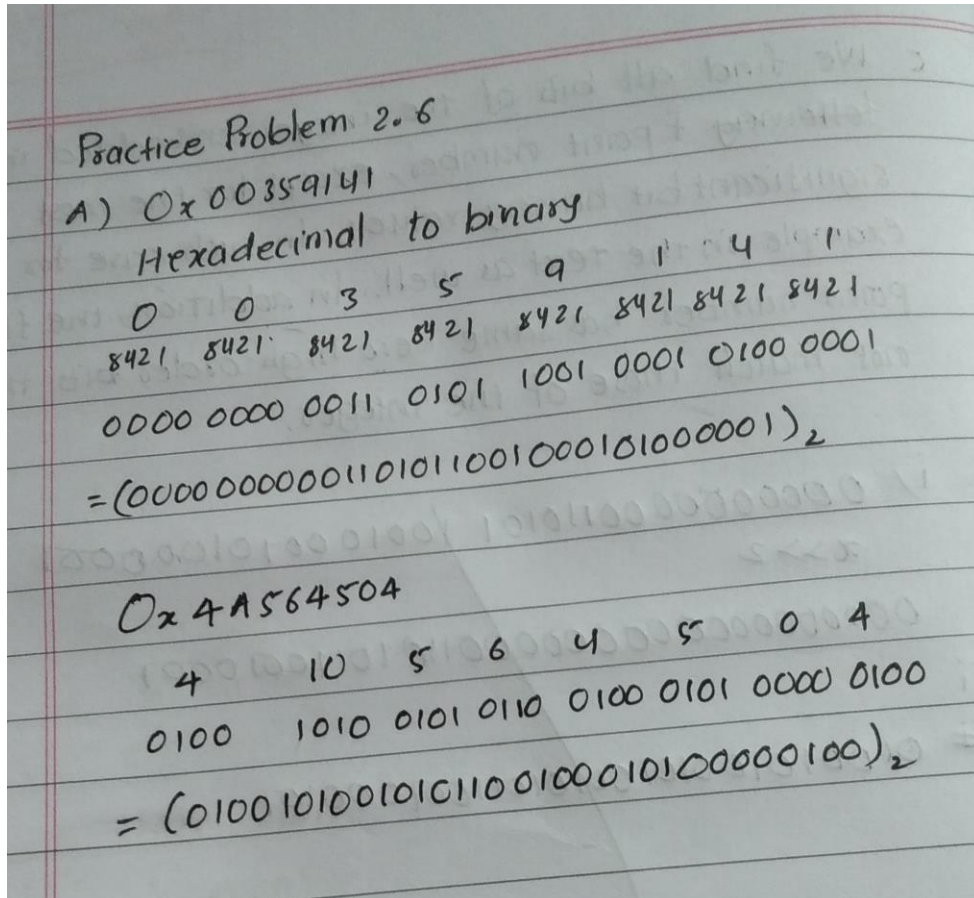 Practice Problem 2.6
A) 0x00359141
Hexadecimal to binary
0 0 3 5 9 1 4 1
8421 8421 8421 8421 8421 8421 8421 8421
0000 0000 0011 0101 1001 0001 0100 0001
=(00000000001101011001000101000001)₂
0x4A564504
4 10 5 6 4 5 0 4
0100 1010 0101 0110 0100 0101 0000 0100
= (01001010010101100100010100000100)₂